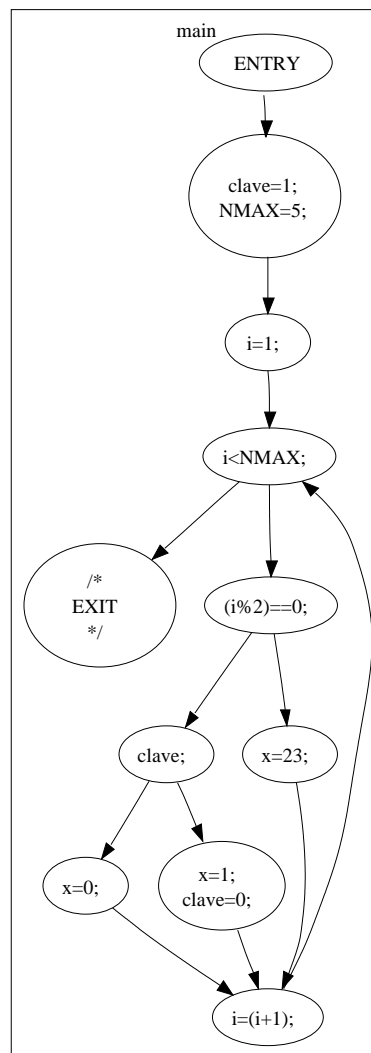 main
ENTRY
clave=1;
NMAX=5;
i=1;
i<NMAX;
/*
EXIT
*/
(i%2)==0;
clave;
x=23;
x=0;
x=1;
clave=0;
i=(i+1);